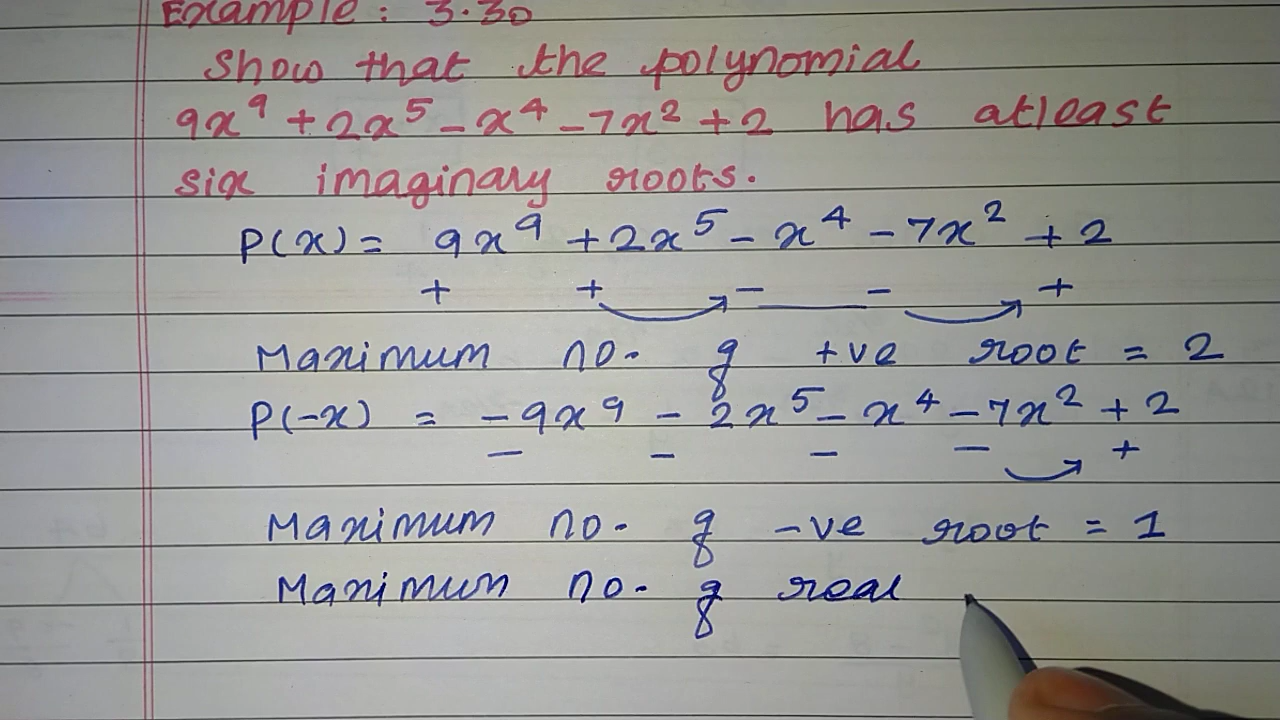 Example: 3.30
Show that the polynomial
9x⁹ + 2x⁵ - x⁴ - 7x² + 2 has atleast
six imaginary roots.
P(x) = 9x⁹ + 2x⁵ - x⁴ - 7x² + 2
+ + - - +
Maximum no. of +ve root = 2
P(-x) = -9x⁹ - 2x⁵ - x⁴ - 7x² + 2
- - - - +
Maximum no. of -ve root = 1
Maximum no. of real